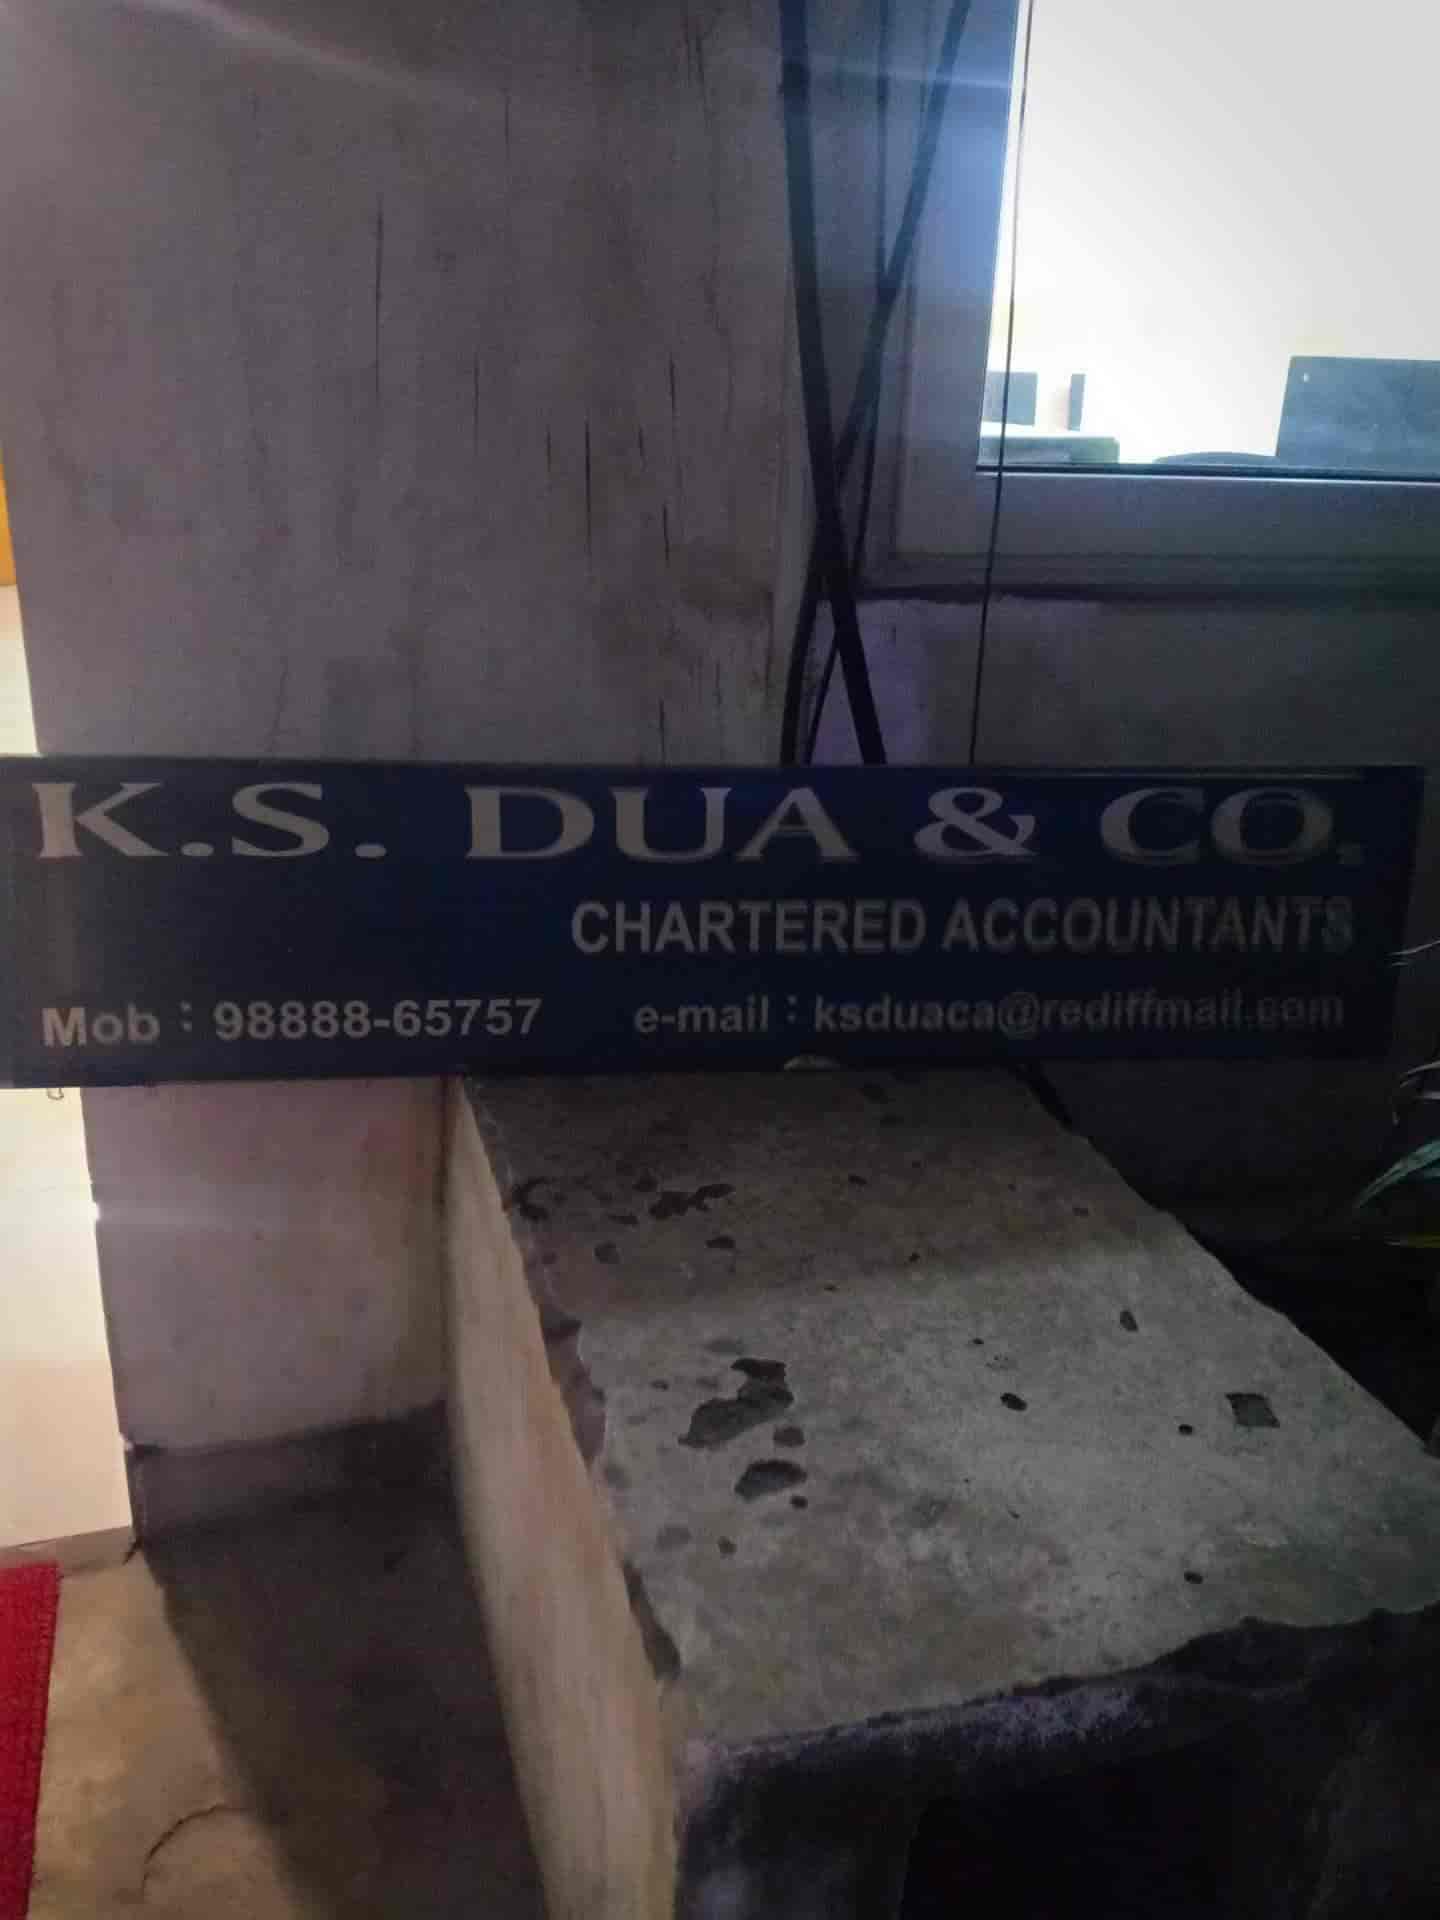 K.S. DUA & CO.
CHARTERED ACCOUNTANTS
Mob : 98888-65757 e-mail : ksduaca@rediffmail.com